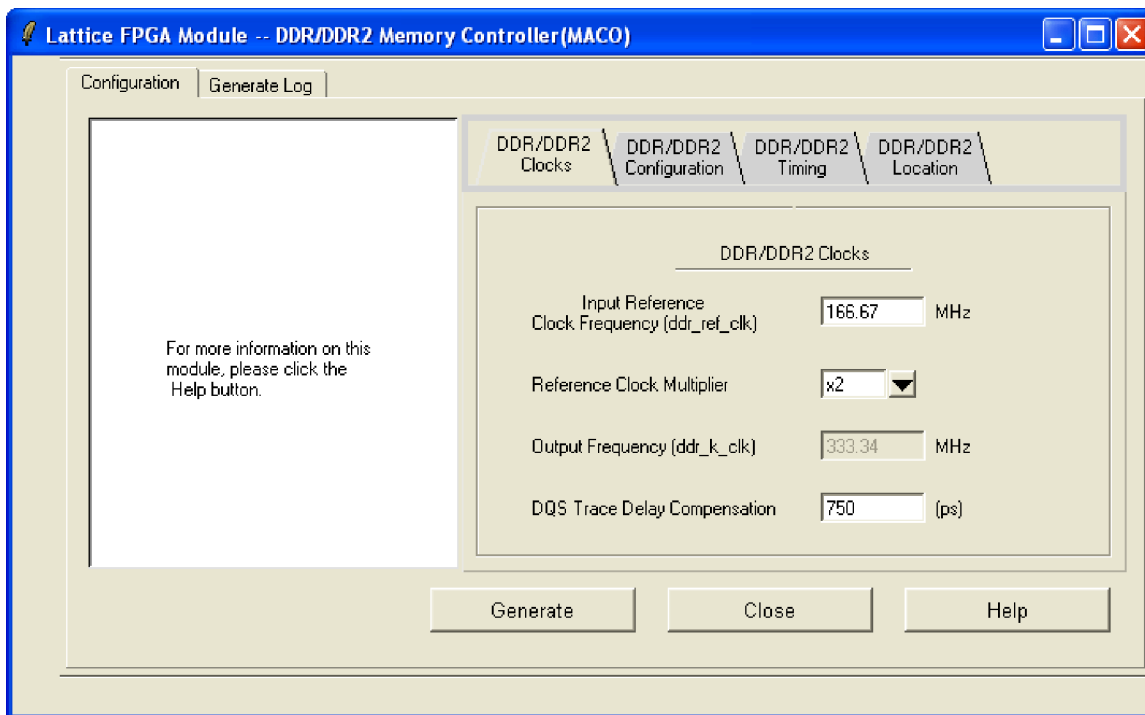 Lattice FPGA Module -- DDR/DDR2 Memory Controller(MACO)
Configuration
Generate Log
For more information on this
module, please click the
Help button.
DDR/DDR2
Clocks
DDR/DDR2
Configuration
DDR/DDR2
Timing
DDR/DDR2
Location
DDR/DDR2 Clocks
Input Reference
Clock Frequency (ddr_ref_clk)
166.67 MHz
Reference Clock Multiplier x2
Output Frequency (ddr_k_clk) 333.34 MHz
DQS Trace Delay Compensation 750 (ps)
Generate
Close
Help